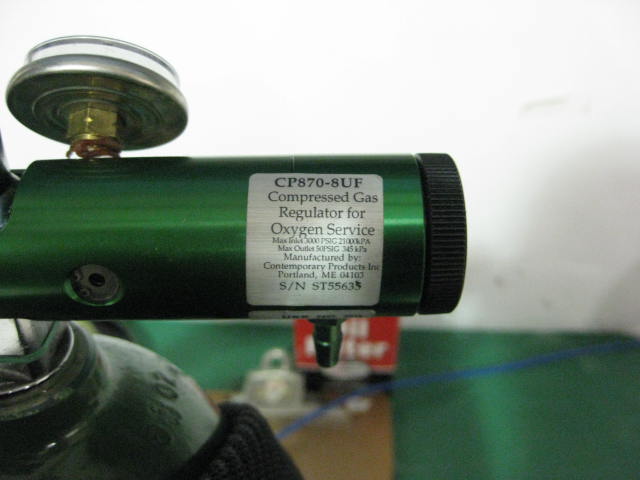 CP870-8UF
Compressed Gas
Regulator for
Oxygen Service
Max Inlet 3000 PSIG 21000kPA
Max Outlet 50PSIG 345 kPa
Manufactured by:
Contemporary Products Inc
Portland, ME 04103
S/N ST55635